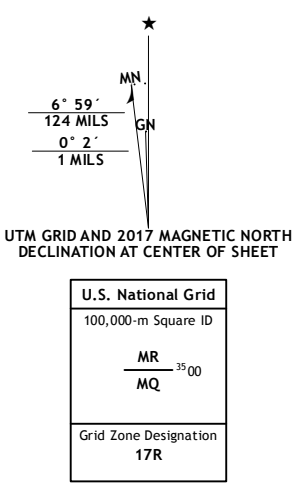 ★
MN
6° 59´
124 MILS
GN
0° 2´
1 MILS
UTM GRID AND 2017 MAGNETIC NORTH
DECLINATION AT CENTER OF SHEET
U.S. National Grid
100,000-m Square ID
MR
³⁵00
MQ
Grid Zone Designation
17R